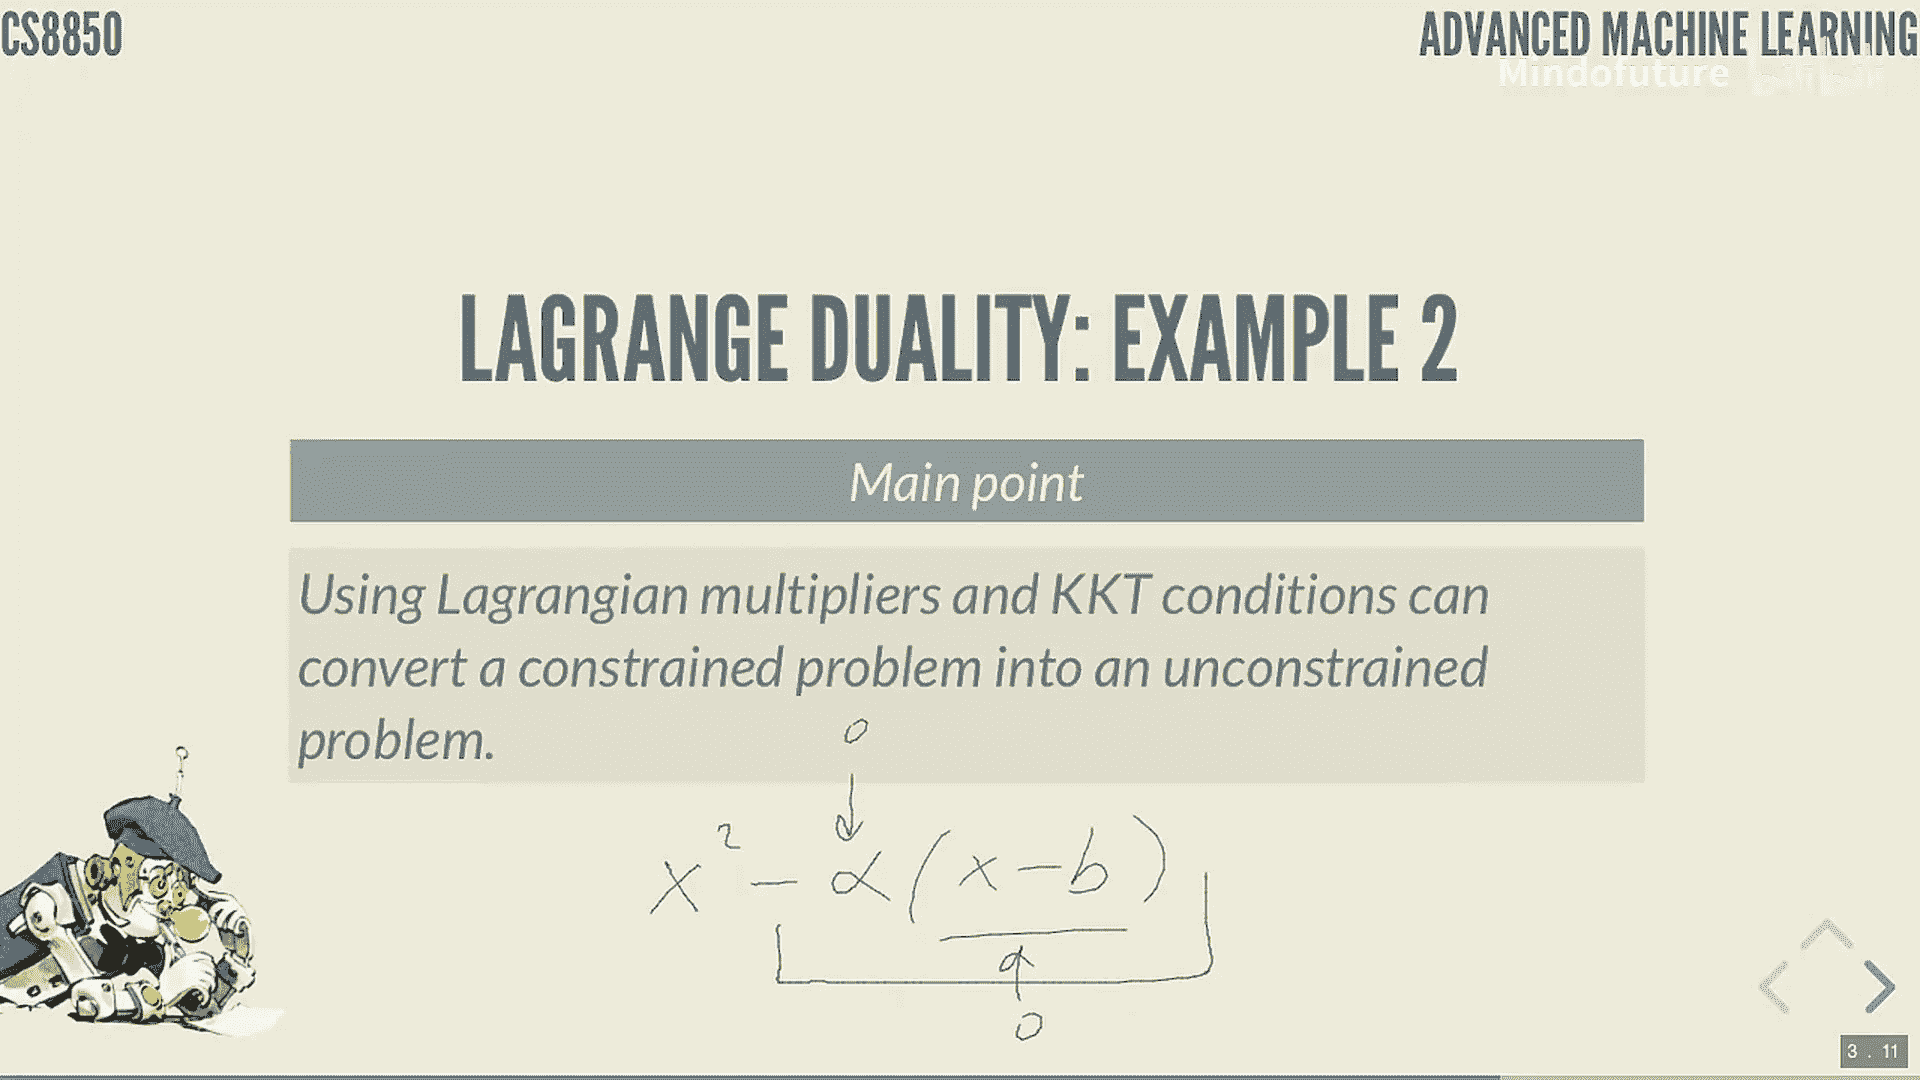 CS8850
ADVANCED MACHINE LEARNING
Mindofuture
LAGRANGE DUALITY: EXAMPLE 2
Main point
Using Lagrangian multipliers and KKT conditions can
convert a constrained problem into an unconstrained
problem.
0
x² - α(x-b)
0
3 . 11